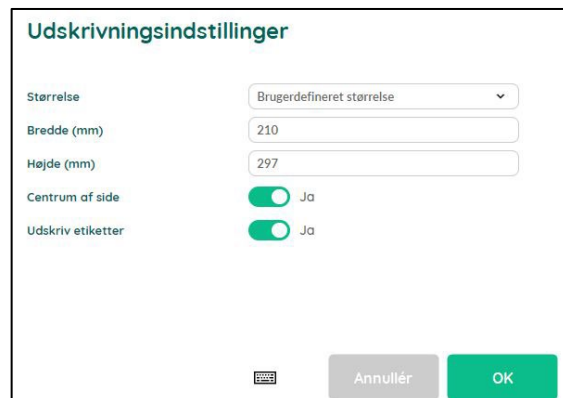 Udskrivningsindstillinger
Størrelse Brugerdefineret størrelse
Bredde (mm) 210
Højde (mm) 297
Centrum af side Ja
Udskriv etiketter Ja
Annullér OK